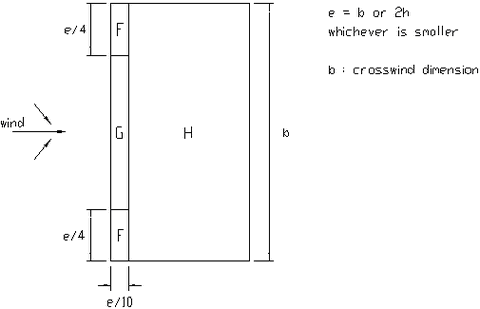 e = b or 2h
whichever is smaller
b : crosswind dimension
e/4
F
wind
G
H
b
e/4
F
e/10